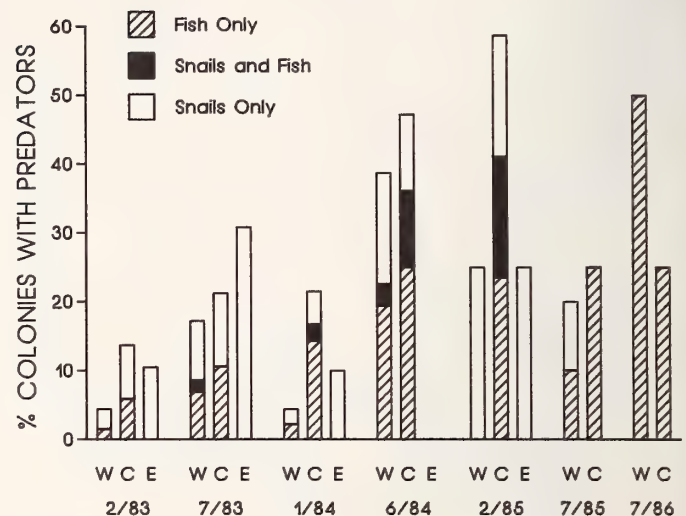 % COLONIES WITH PREDATORS
60
50
40
30
20
10
0
Fish Only
Snails and Fish
Snails Only
W C E W C E W C E W C E W C E W C W C
2/83 7/83 1/84 6/84 2/85 7/85 7/86